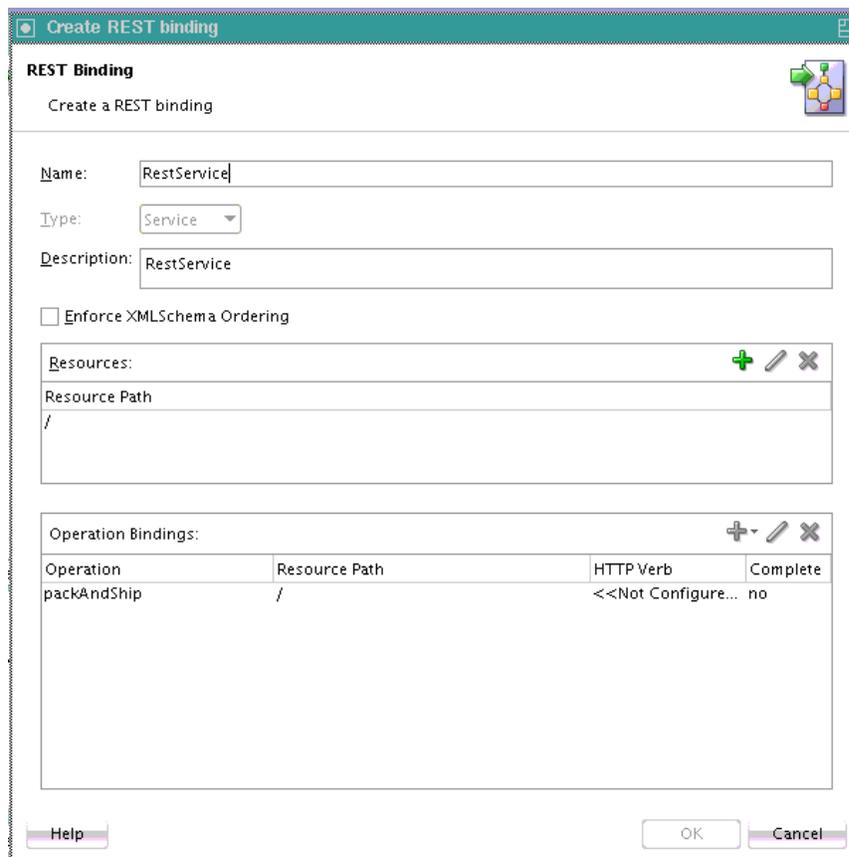 Create REST binding
REST Binding
Create a REST binding
Name: RestService
Type: Service
Description: RestService
Enforce XMLSchema Ordering
Resources:
Resource Path
/
Operation Bindings:
Operation Resource Path HTTP Verb Complete
packAndShip / <<Not Configure... no
Help OK Cancel